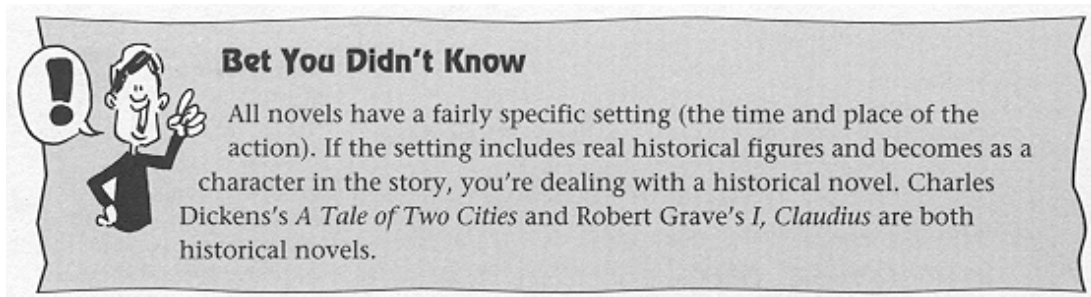 !
Bet You Didn't Know
All novels have a fairly specific setting (the time and place of the
action). If the setting includes real historical figures and becomes as a
character in the story, you're dealing with a historical novel. Charles
Dickens's A Tale of Two Cities and Robert Grave's I, Claudius are both
historical novels.